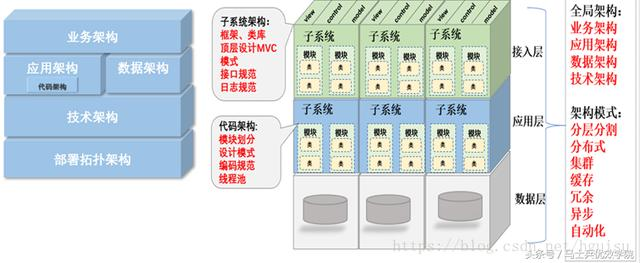 业务架构
应用架构
代码架构
数据架构
技术架构
部署拓扑架构
子系统架构:
框架、类库
顶层设计MVC
模式
接口规范
日志规范
代码架构:
模块划分
设计模式
编码规范
线程池
view
control
model
view
control
model
view
control
model
子系统
子系统
子系统
模块
模块
模块
模块
模块
模块
类
类
类
类
类
类
类
类
类
类
类
类
子系统
子系统
子系统
模块
模块
模块
模块
模块
模块
类
类
类
类
类
类
类
类
类
类
类
类
接入层
应用层
数据层
全局架构:
业务架构
应用架构
数据架构
技术架构
架构模式:
分层分割
分布式
集群
缓存
冗余
异步
自动化
https://blog.csdn.net/hguisu
头条号／马士兵优效学院